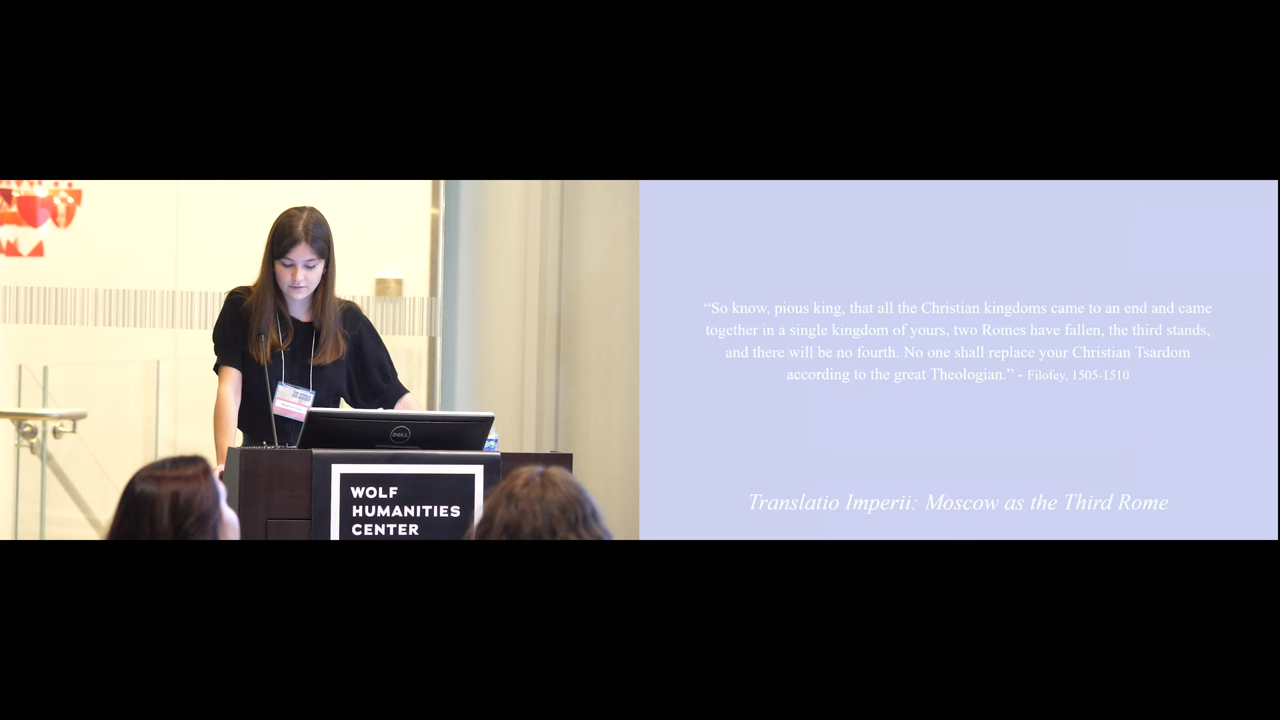 WOLF
HUMANITIES
CENTER
DELL
“So know, pious king, that all the Christian kingdoms came to an end and came
together in a single kingdom of yours, two Romes have fallen, the third stands,
and there will be no fourth. No one shall replace your Christian Tsardom
according to the great Theologian.” - Filofey, 1505-1510
Translatio Imperii: Moscow as the Third Rome